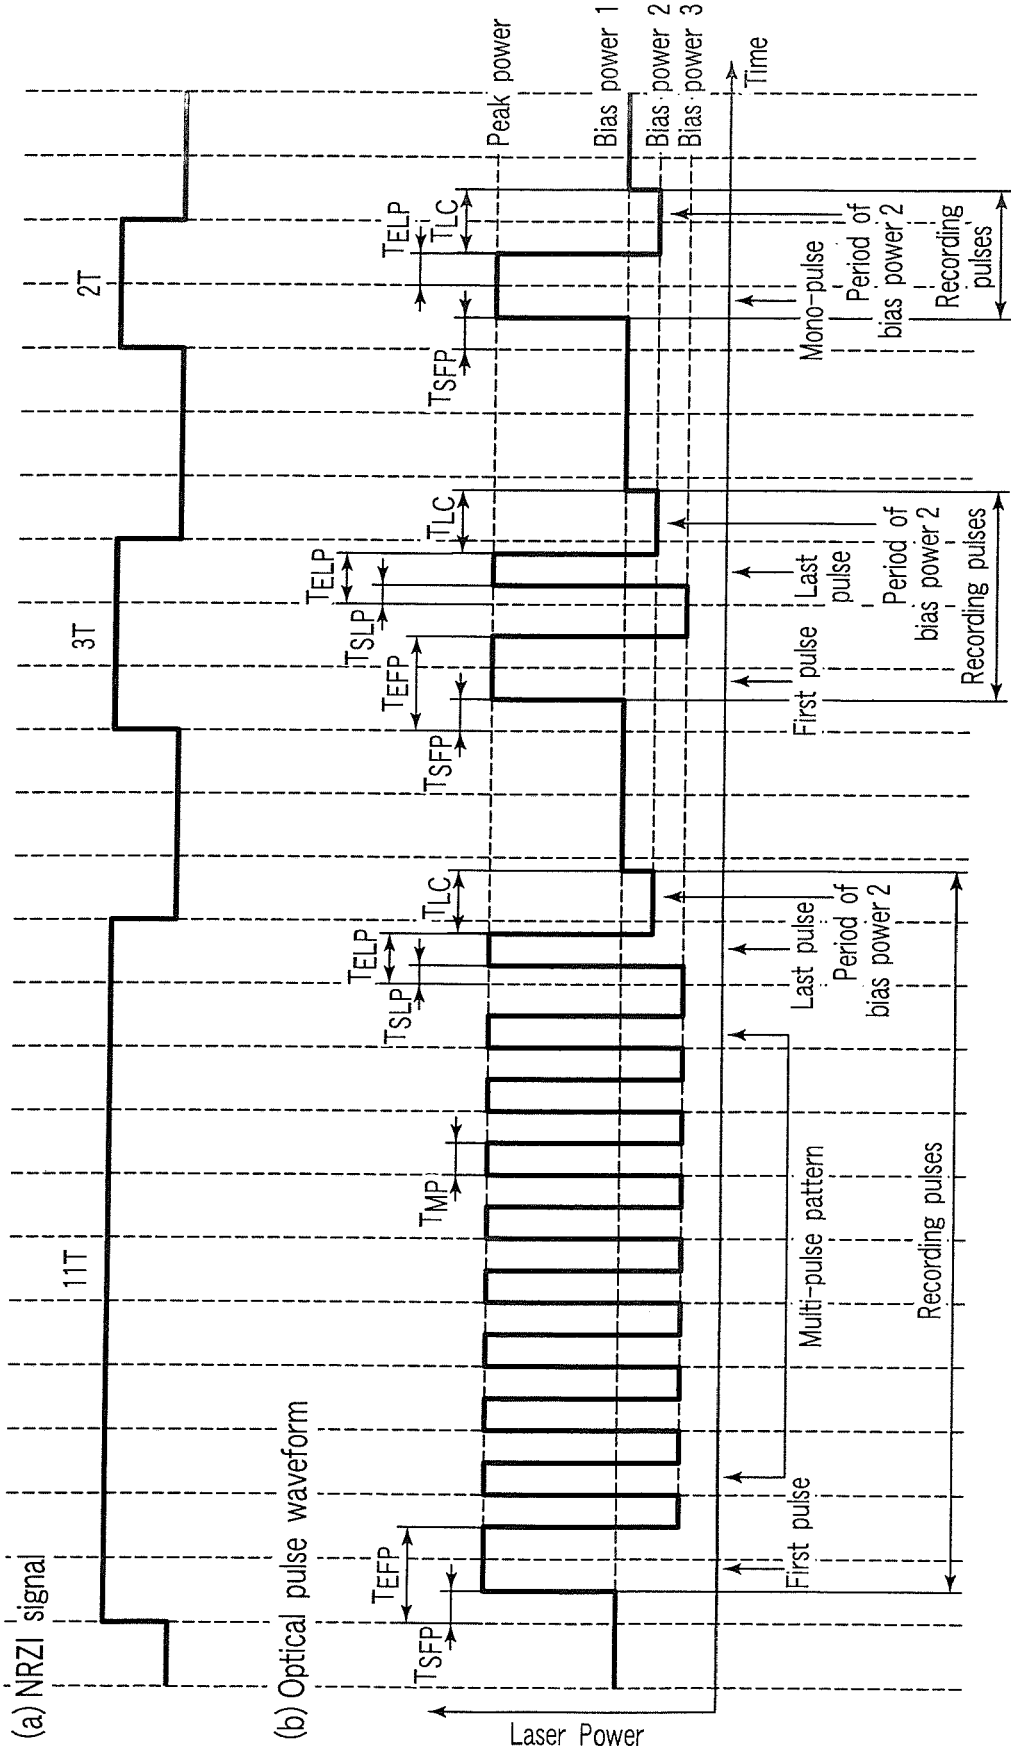 (a) NRZI signal
11T
3T
2T
(b) Optical pulse waveform
TSFP
TEFP
TMP
TSLP
TELP
TLC
TSFP
TEFP
TSLP
TELP
TLC
TSFP
TELP
TLC
Peak power
Bias power 1
Bias power 2
Bias power 3
Laser Power
Time
First pulse
Multi-pulse pattern
Last pulse
Period of
bias power 2
Recording pulses
First pulse
Last
pulse
Period of
bias power 2
Recording pulses
Mono-pulse
Period of
bias power 2
Recording
pulses